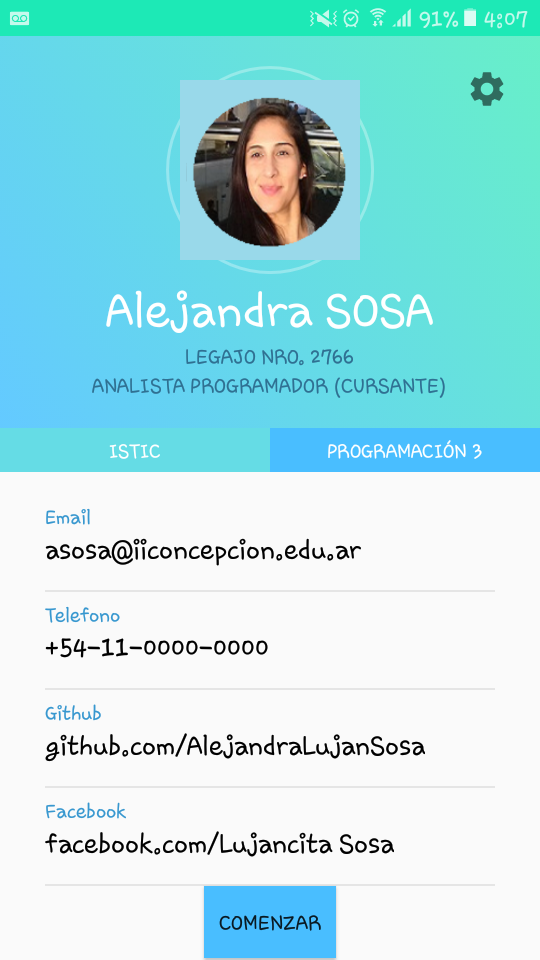 91% 4:07
Alejandra SOSA
LEGAJO NRO. 2766
ANALISTA PROGRAMADOR (CURSANTE)
ISTIC PROGRAMACIÓN 3
Email
asosa@iiconcepcion.edu.ar
Telefono
+54-11-0000-0000
Github
github.com/AlejandraLujanSosa
Facebook
facebook.com/Lujancita Sosa
COMENZAR